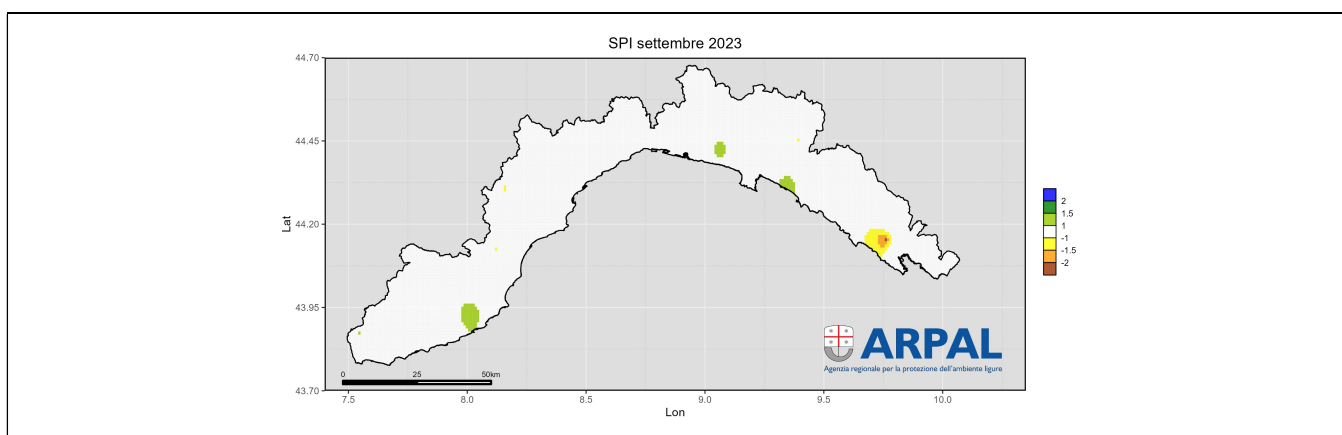 SPI settembre 2023
44.70
44.45
44.20
43.95
43.70
Lat
2
1.5
1
-1
-1.5
-2
ARPAL
Agenzia regionale per la protezione dell'ambiente ligure
0 25 50km
7.5 8.0 8.5 9.0 9.5 10.0
Lon